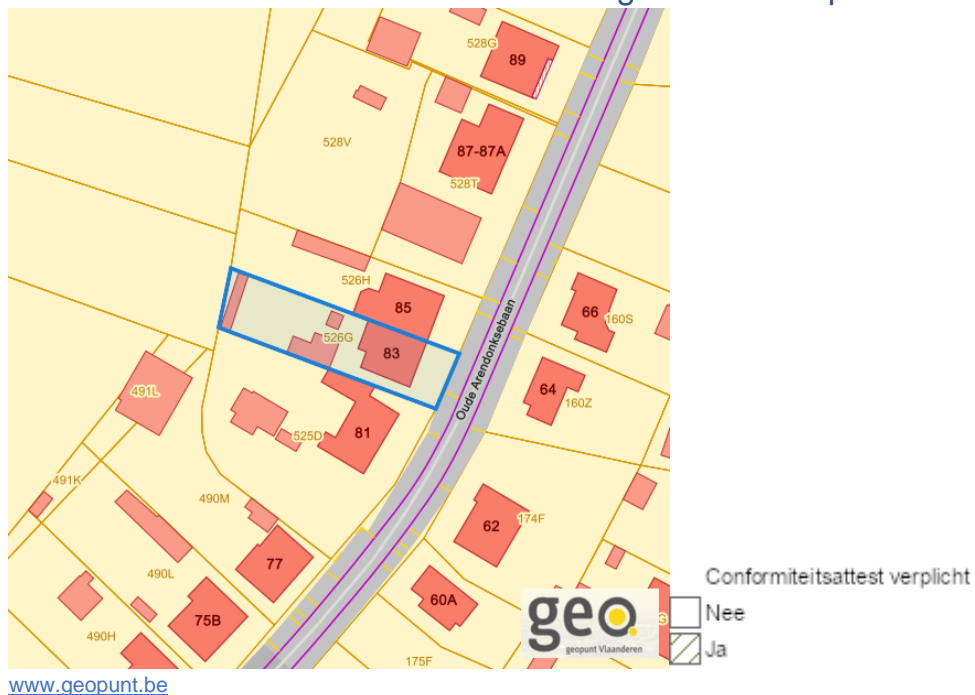 528G
89
528V
87-87A
528T
526H
85
66
160S
526G
83
Oude Arendonksebaan
491L
64
160Z
81
525D
491K
490M
62
174F
77
490L
60A
75B
490H
175F
geo.
geopunt Vlaanderen
Conformiteitsattest verplicht
Nee
Ja
www.geopunt.be